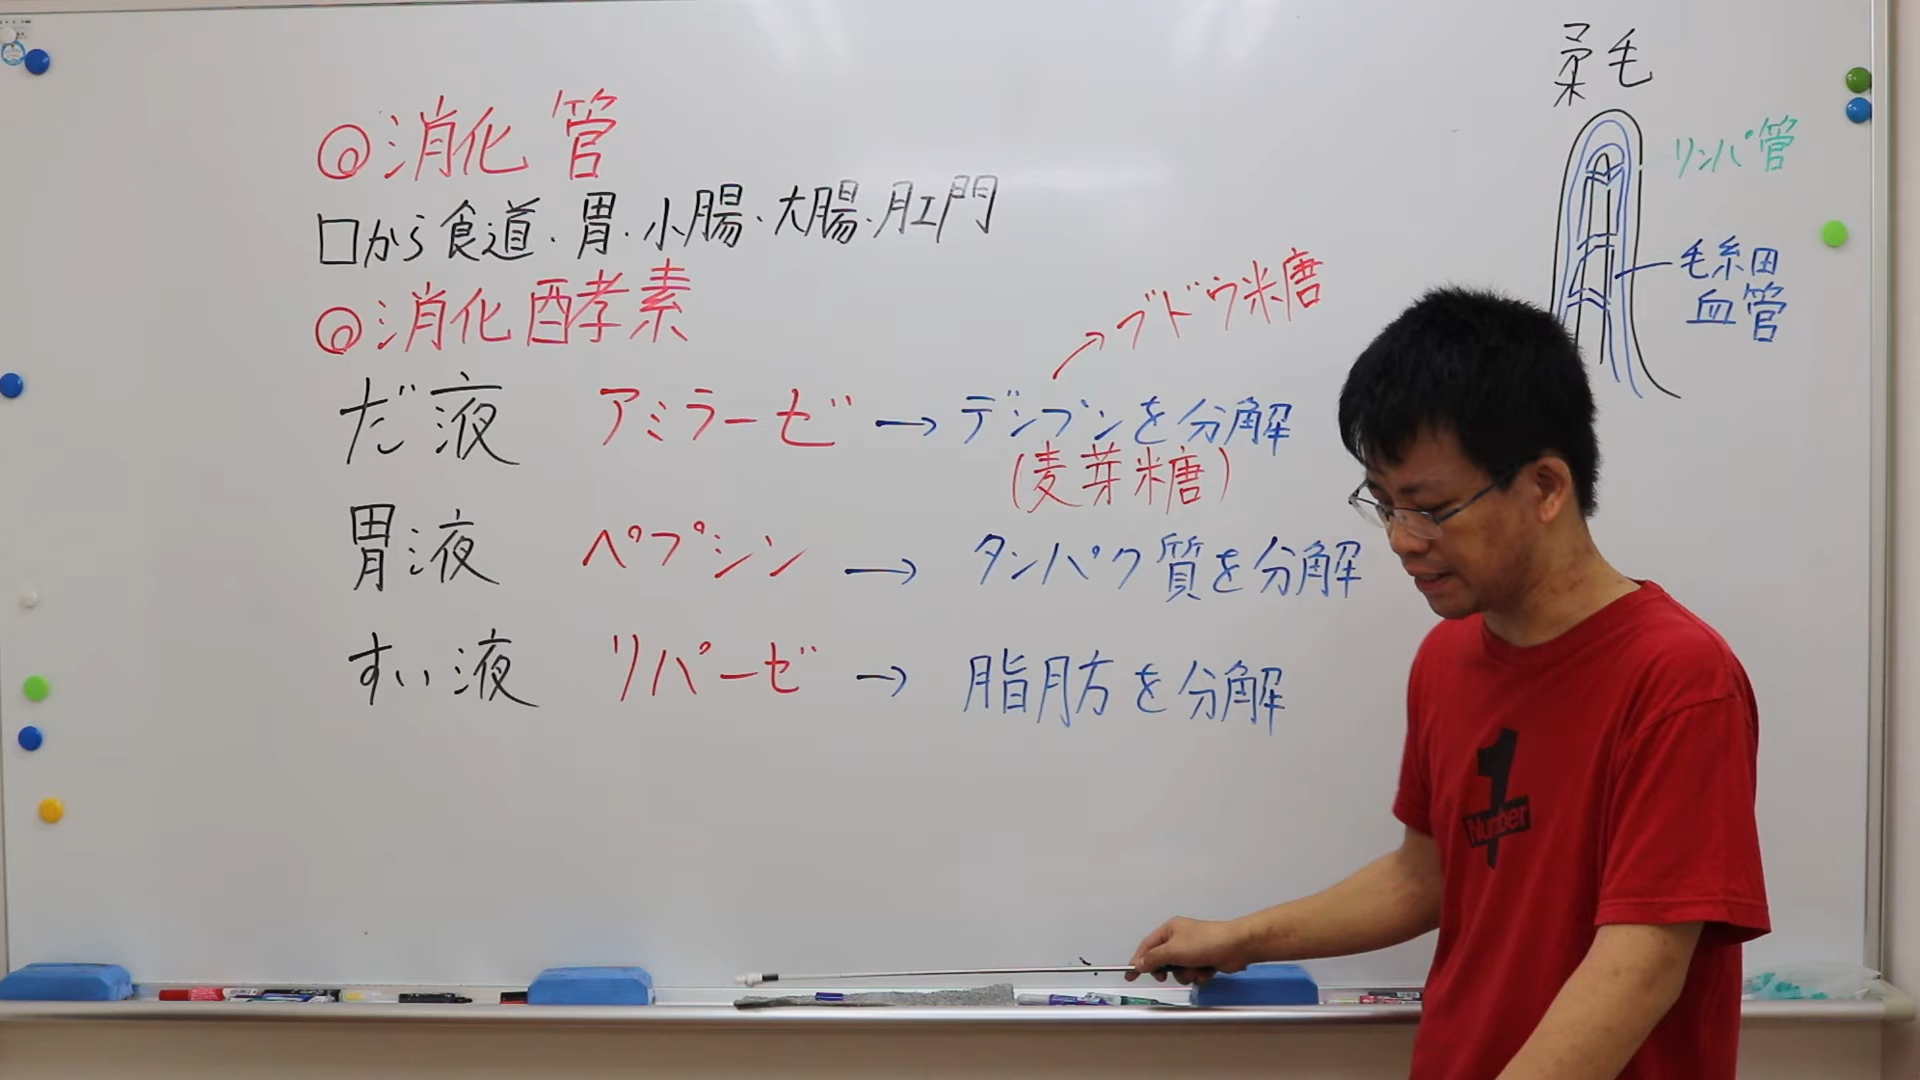 ◎消化管
口から食道・胃・小腸・大腸・肛門
◎消化酵素
→ブドウ糖
だ液 アミラーゼ → デンプンを分解
(麦芽糖)
胃液 ペプシン → タンパク質を分解
すい液 リパーゼ → 脂肪を分解
柔毛
リンパ管
毛細
血管
1
Number